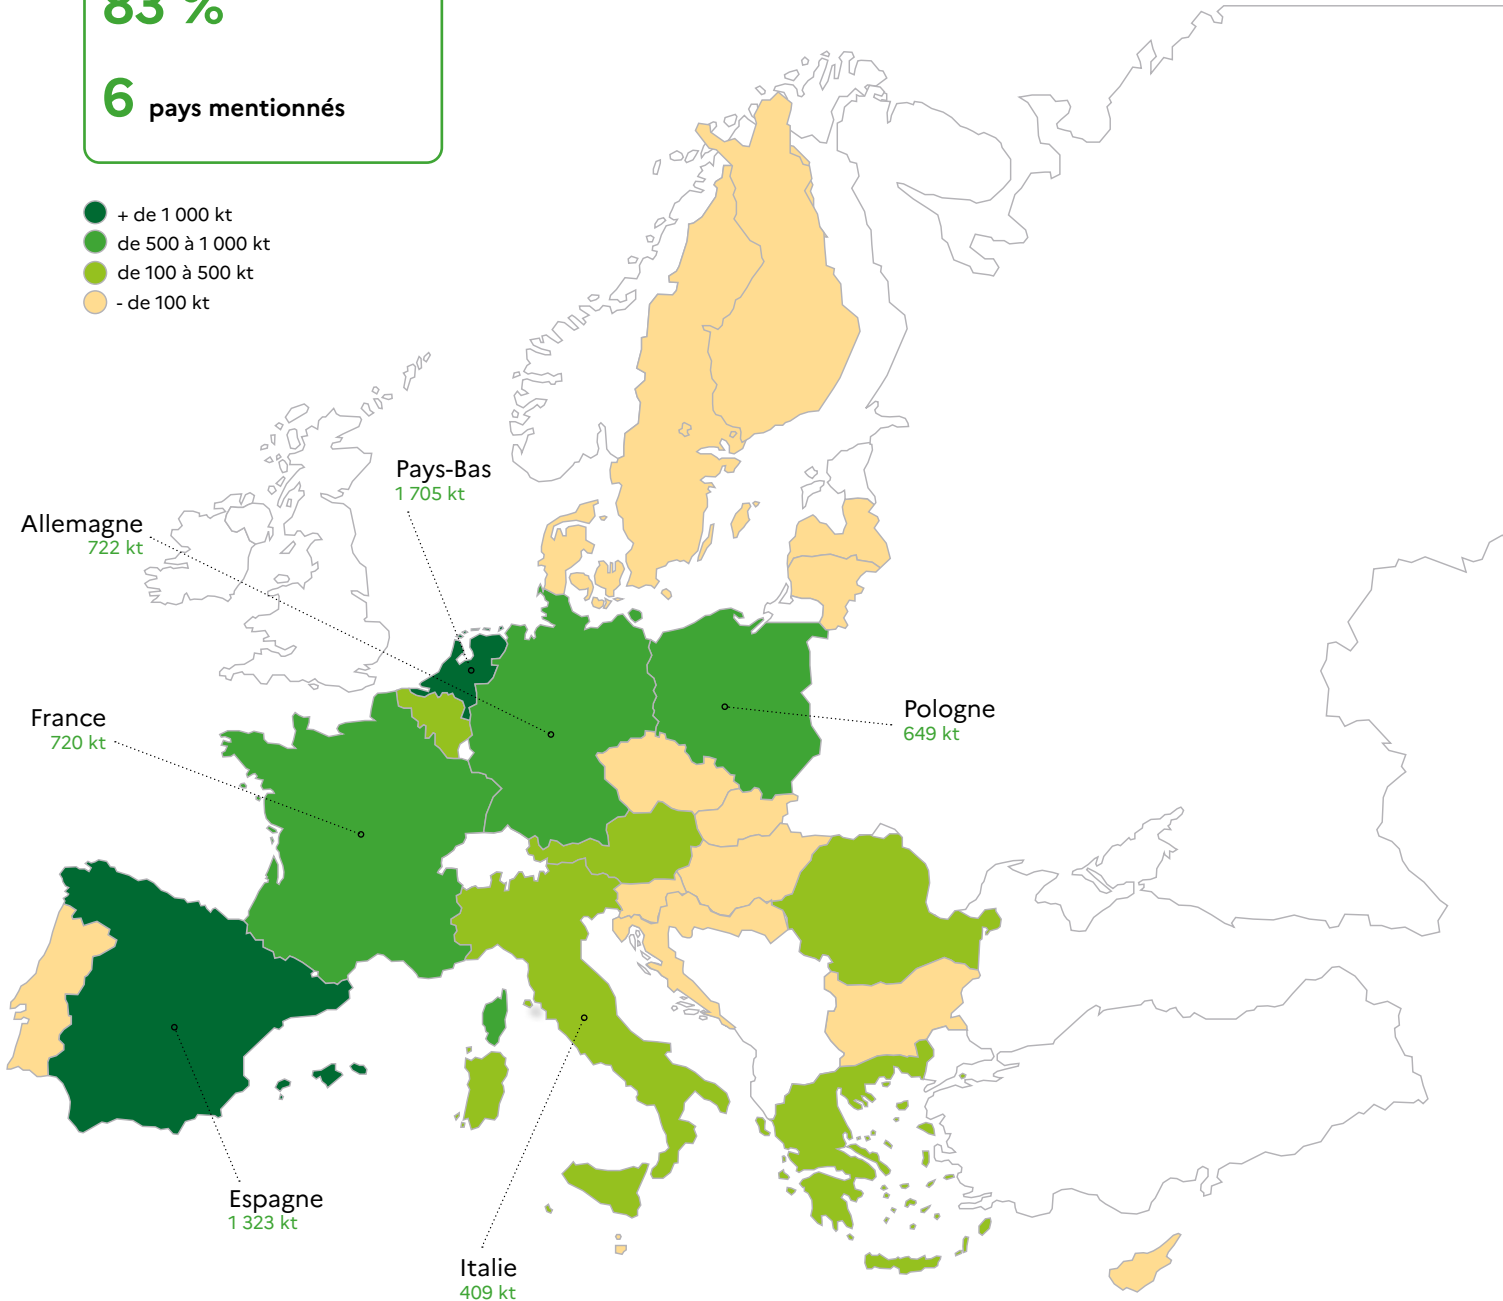 83 %
6 pays mentionnés
+ de 1 000 kt
de 500 à 1 000 kt
de 100 à 500 kt
- de 100 kt
Pays-Bas
1 705 kt
Allemagne
722 kt
France
720 kt
Pologne
649 kt
Espagne
1 323 kt
Italie
409 kt